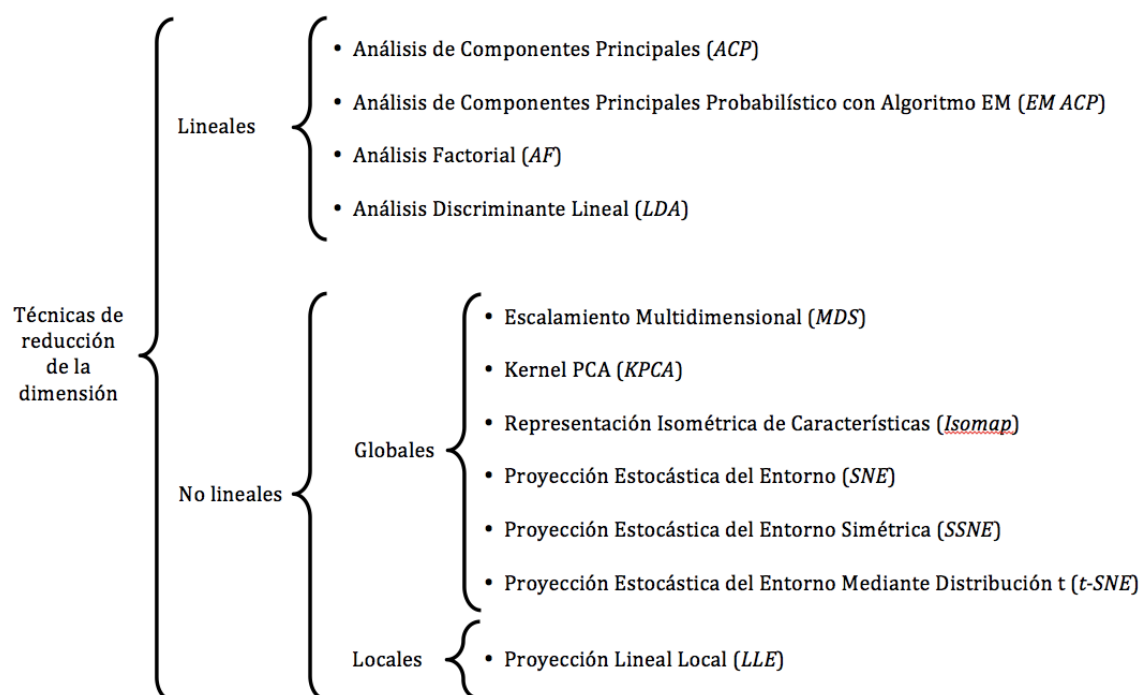 Técnicas de
reducción
de la
dimensión
Lineales
• Análisis de Componentes Principales (ACP)
• Análisis de Componentes Principales Probabilístico con Algoritmo EM (EM ACP)
• Análisis Factorial (AF)
• Análisis Discriminante Lineal (LDA)
No lineales
Globales
• Escalamiento Multidimensional (MDS)
• Kernel PCA (KPCA)
• Representación Isométrica de Características (Isomap)
• Proyección Estocástica del Entorno (SNE)
• Proyección Estocástica del Entorno Simétrica (SSNE)
• Proyección Estocástica del Entorno Mediante Distribución t (t-SNE)
Locales
• Proyección Lineal Local (LLE)